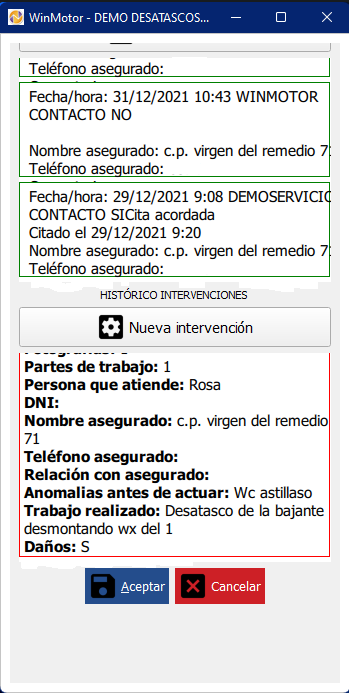 WinMotor - DEMO DESATASCOS...
Teléfono asegurado:
Fecha/hora: 31/12/2021 10:43 WINMOTOR
CONTACTO NO
Nombre asegurado: c.p. virgen del remedio 71
Teléfono asegurado:
Fecha/hora: 29/12/2021 9:08 DEMOSERVICIO
CONTACTO SICita acordada
Citado el 29/12/2021 9:20
Nombre asegurado: c.p. virgen del remedio 71
Teléfono asegurado:
HISTÓRICO INTERVENCIONES
Nueva intervención
Partes de trabajo: 1
Persona que atiende: Rosa
DNI:
Nombre asegurado: c.p. virgen del remedio
71
Teléfono asegurado:
Relación con asegurado:
Anomalias antes de actuar: Wc astillaso
Trabajo realizado: Desatasco de la bajante
desmontando wx del 1
Daños: S
Aceptar
Cancelar